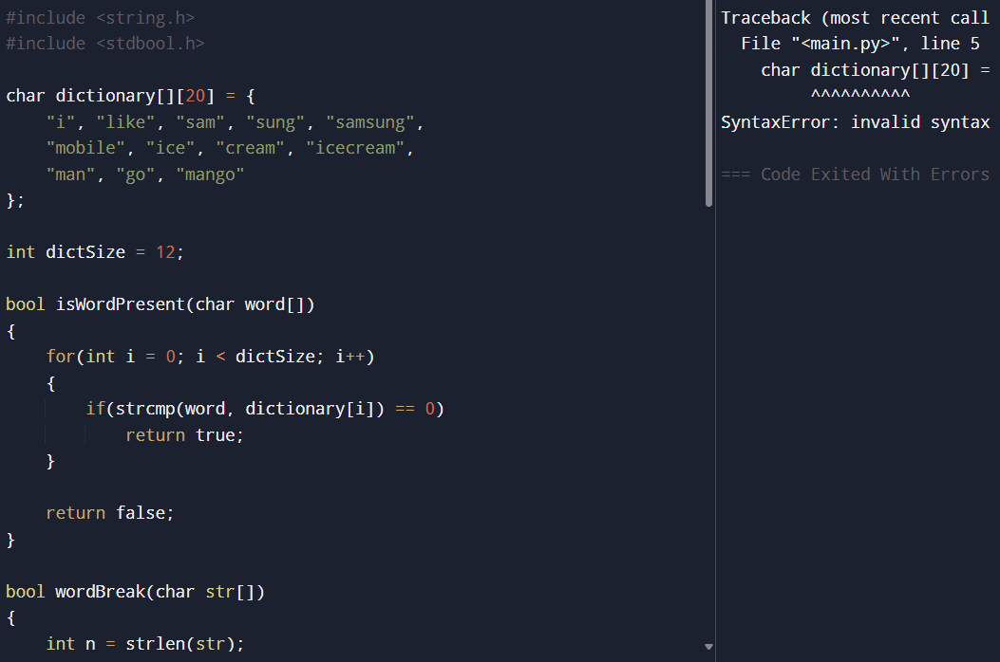 #include <string.h>
#include <stdbool.h>
char dictionary[][20] = {
    "i", "like", "sam", "sung", "samsung",
    "mobile", "ice", "cream", "icecream",
    "man", "go", "mango"
};
int dictSize = 12;
bool isWordPresent(char word[])
{
    for(int i = 0; i < dictSize; i++)
    {
        if(strcmp(word, dictionary[i]) == 0)
            return true;
    }
    return false;
}
bool wordBreak(char str[])
{
    int n = strlen(str);
Traceback (most recent call
  File "<main.py>", line 5
    char dictionary[][20] =
         ^^^^^^^^^^
SyntaxError: invalid syntax
=== Code Exited With Errors